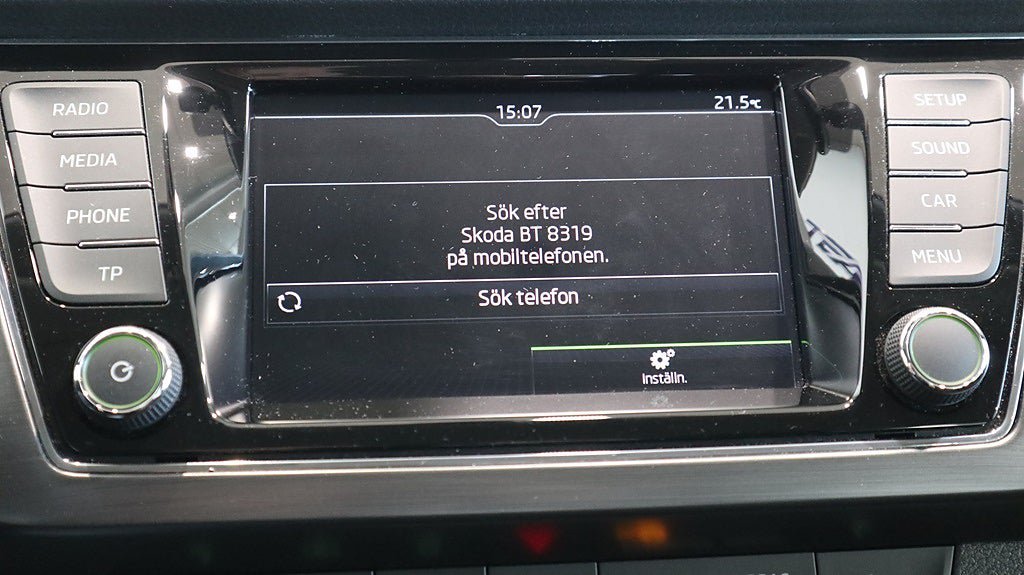 RADIO
MEDIA
PHONE
TP
15:07
21.5°C
Sök efter
Skoda BT 8319
på mobiltelefonen.
Sök telefon
Inställn.
SETUP
SOUND
CAR
MENU